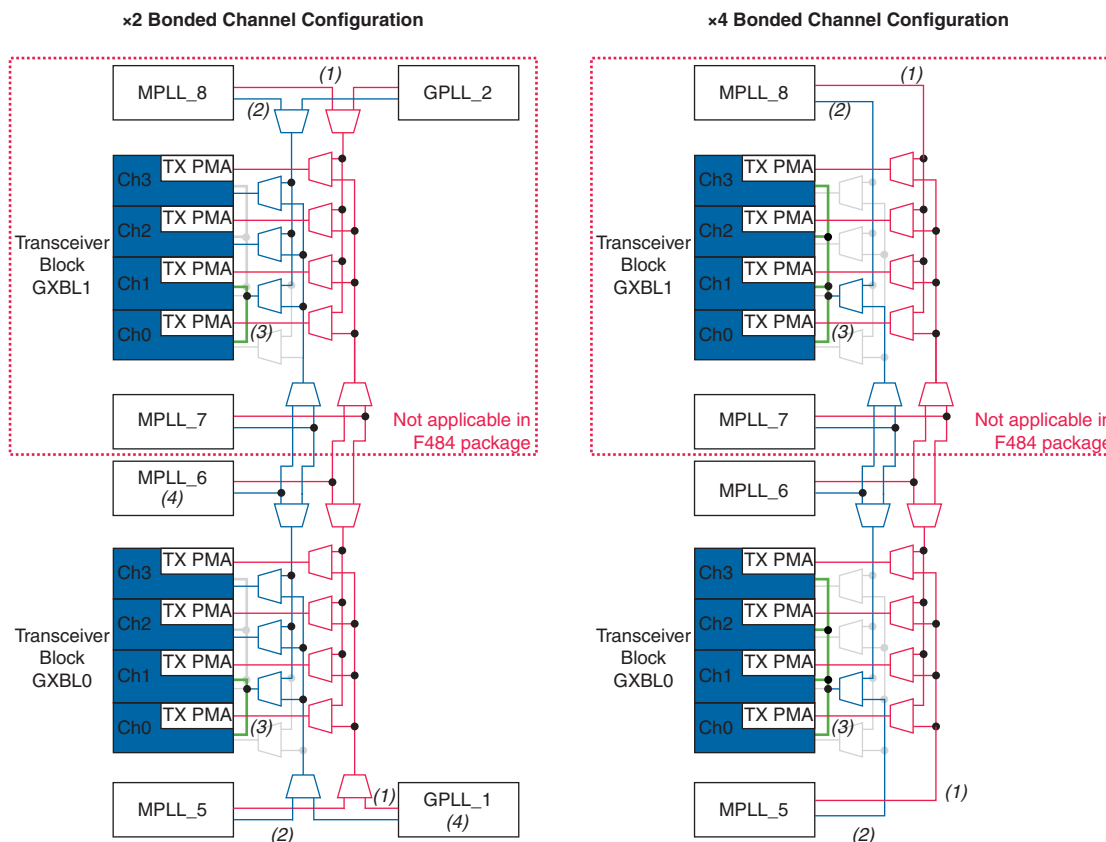 ×2 Bonded Channel Configuration
MPLL_8
(1)
(2)
GPLL_2
TX PMA
Ch3
TX PMA
Ch2
TX PMA
Ch1
TX PMA
Ch0
(3)
Transceiver
Block
GXBL1
MPLL_7
Not applicable in
F484 package
MPLL_6
(4)
TX PMA
Ch3
TX PMA
Ch2
TX PMA
Ch1
TX PMA
Ch0
(3)
Transceiver
Block
GXBL0
MPLL_5
(2)
(1)
GPLL_1
(4)
×4 Bonded Channel Configuration
MPLL_8
(1)
(2)
TX PMA
Ch3
TX PMA
Ch2
TX PMA
Ch1
TX PMA
Ch0
(3)
Transceiver
Block
GXBL1
MPLL_7
Not applicable in
F484 package
MPLL_6
TX PMA
Ch3
TX PMA
Ch2
TX PMA
Ch1
TX PMA
Ch0
(3)
Transceiver
Block
GXBL0
MPLL_5
(1)
(2)